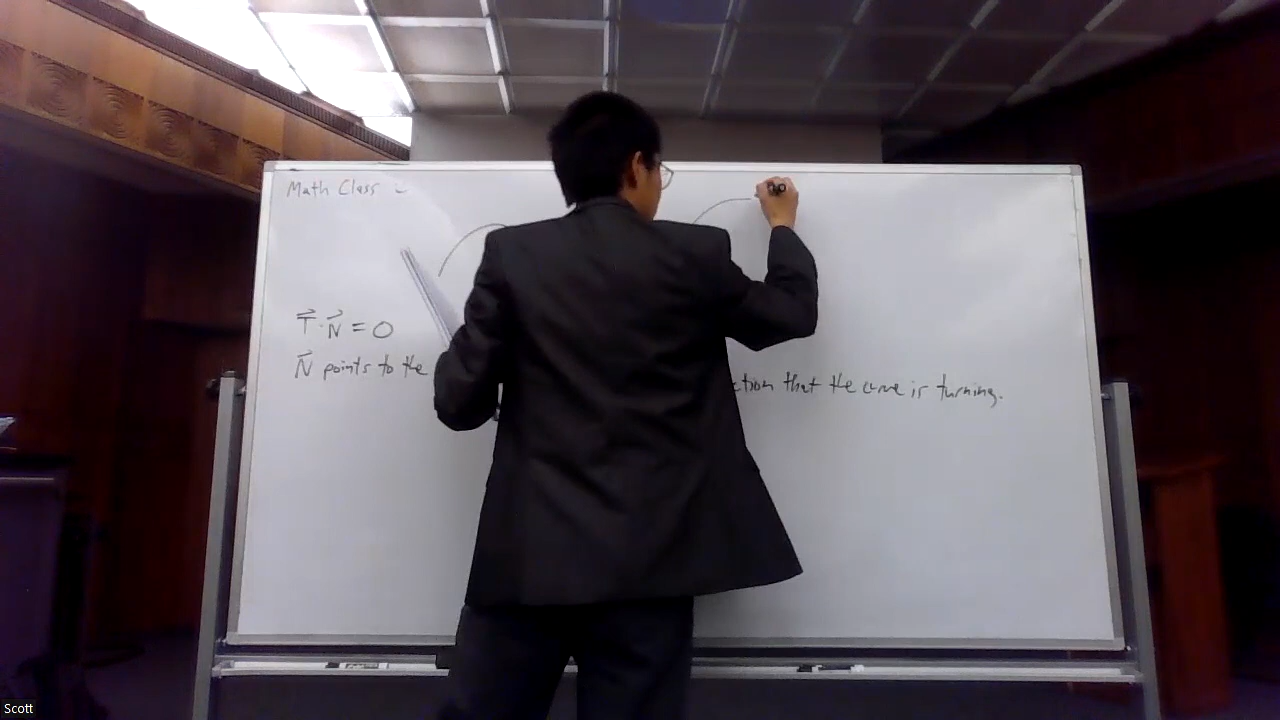 Math Class -
T⃗ · N⃗ = 0
N⃗ points to the ction that the curve is turning.
Scott